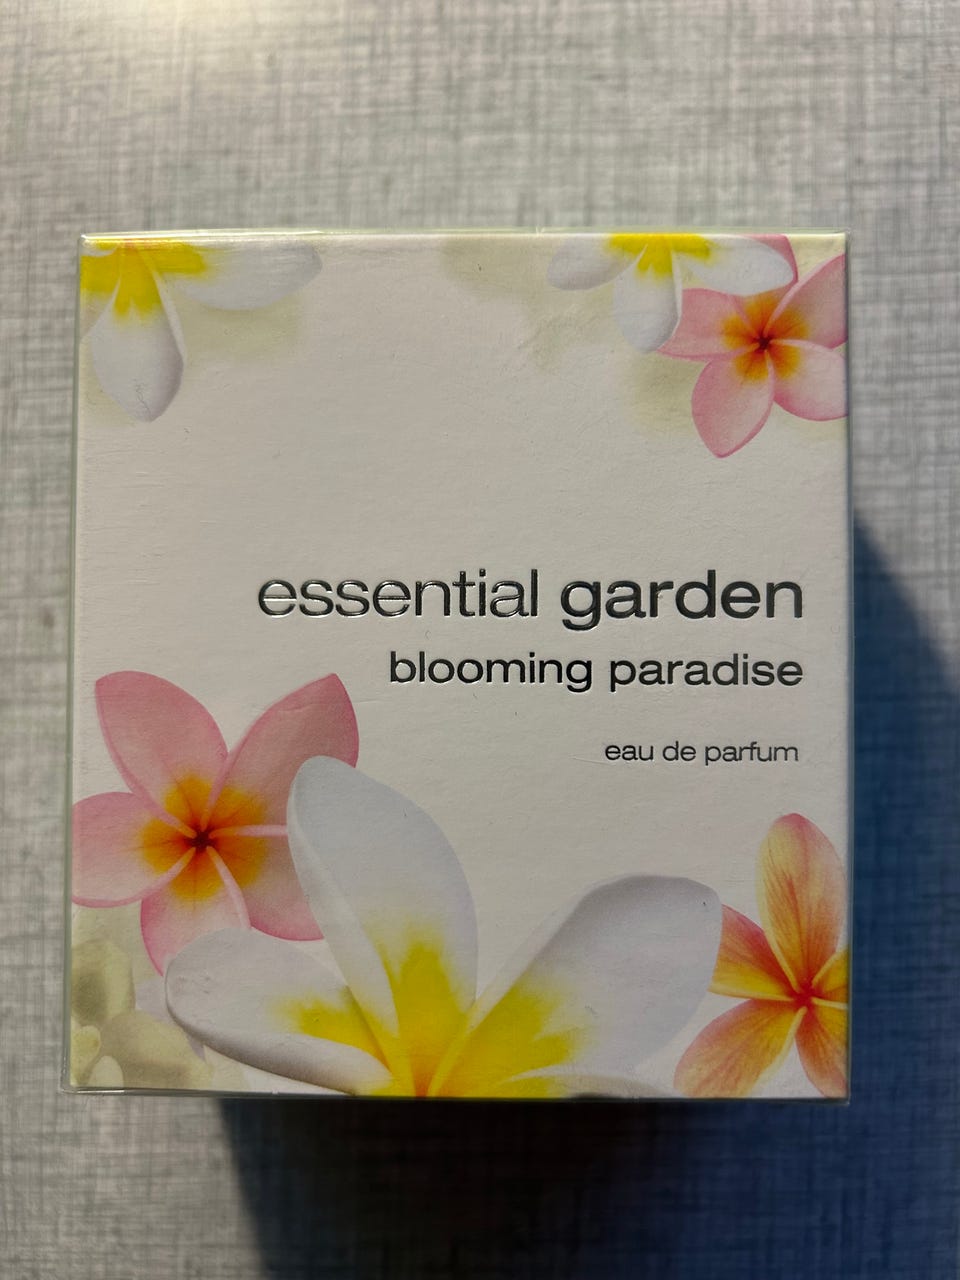 essential garden
blooming paradise
eau de parfum